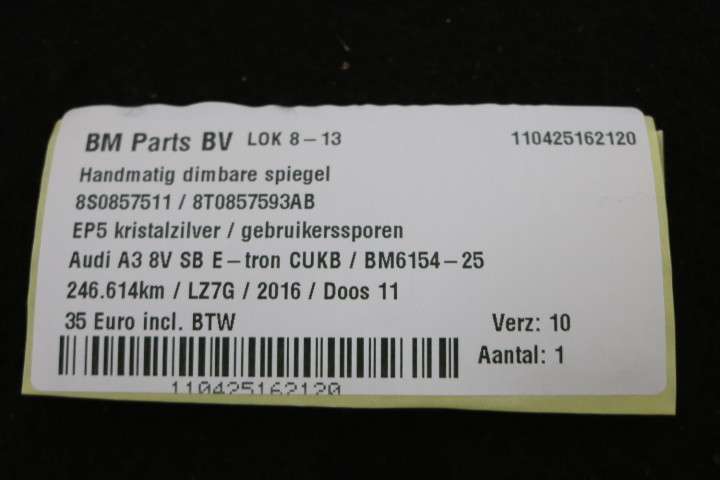 BM Parts BV LOK 8-13 110425162120
Handmatig dimbare spiegel
8S0857511 / 8T0857593AB
EP5 kristalzilver / gebruikerssporen
Audi A3 8V SB E-tron CUKB / BM6154-25
246.614km / LZ7G / 2016 / Doos 11
35 Euro incl. BTW Verz: 10
Aantal: 1
110425162120